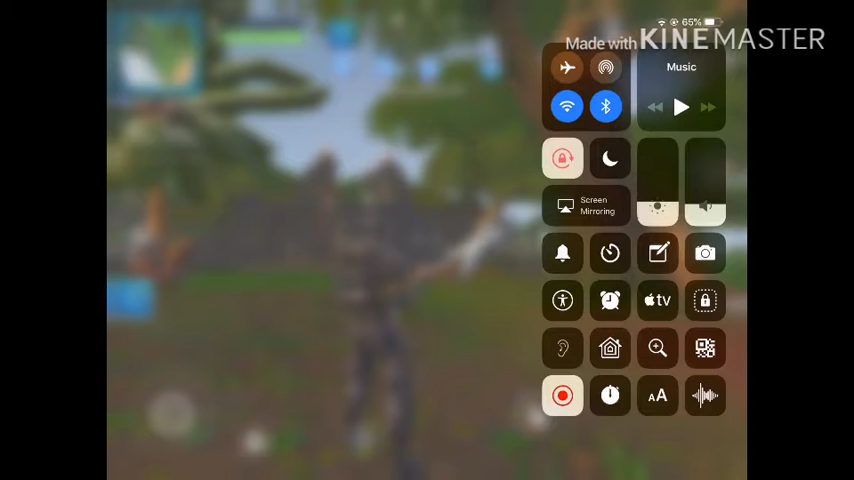 65%
Made with KINEMASTER
Music
Screen
Mirroring
tv
AA